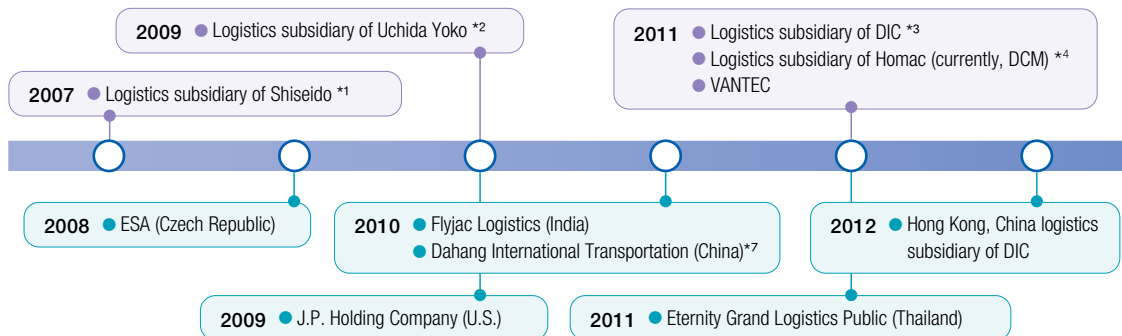 2009 ● Logistics subsidiary of Uchida Yoko *2
2011 ● Logistics subsidiary of DIC *3
● Logistics subsidiary of Homac (currently, DCM) *4
● VANTEC
2007 ● Logistics subsidiary of Shiseido *1
2008 ● ESA (Czech Republic)
2010 ● Flyjac Logistics (India)
● Dahang International Transportation (China)*7
2012 ● Hong Kong, China logistics
subsidiary of DIC
2009 ● J.P. Holding Company (U.S.)
2011 ● Eternity Grand Logistics Public (Thailand)